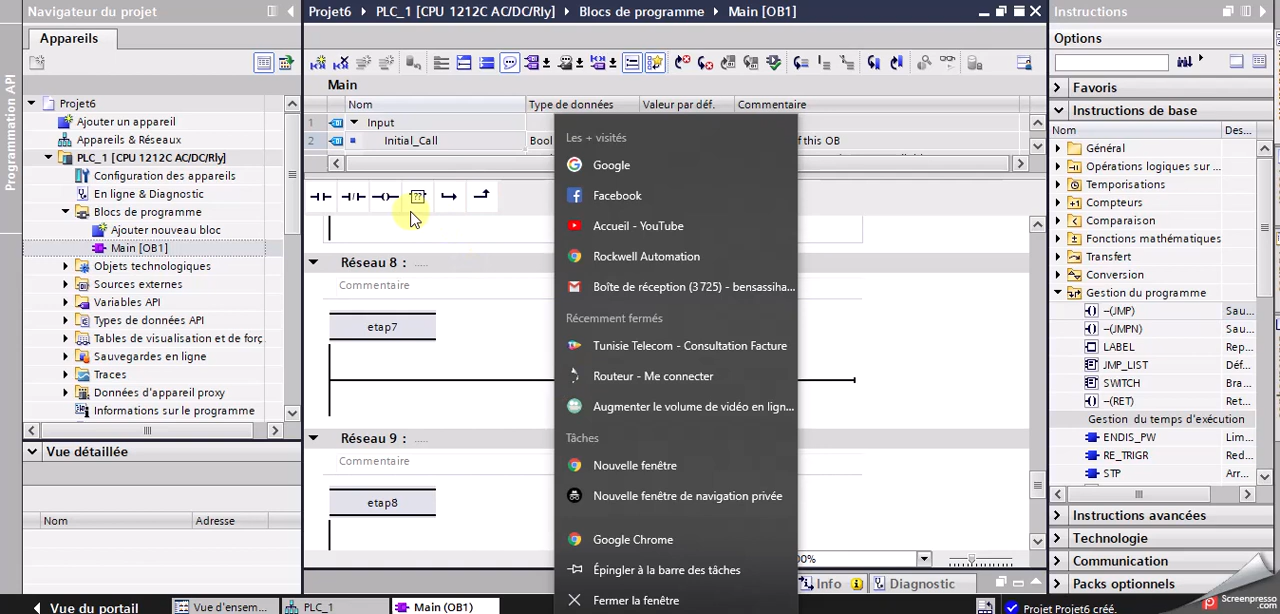 Navigateur du projet
Projet6 PLC_1 [CPU 1212C AC/DC/Rly] Blocs de programme Main [OB1]
Instructions
Appareils
Options
Programmation API
Main
Nom Type de données Valeur par déf. Commentaire
1 Input
2 Initial_Call Bool of this OB
Projet6
Ajouter un appareil
Appareils & Réseaux
PLC_1 [CPU 1212C AC/DC/Rly]
Configuration des appareils
En ligne & Diagnostic
Blocs de programme
Ajouter nouveau bloc
Main [OB1]
Objets technologiques
Sources externes
Variables API
Types de données API
Tables de visualisation et de forç
Sauvegardes en ligne
Traces
Données d'appareil proxy
Informations sur le programme
Vue détaillée
Nom Adresse
Réseau 8 : .....
Commentaire
etap7
Réseau 9 : .....
Commentaire
etap8
Les + visités
Google
Facebook
Accueil - YouTube
Rockwell Automation
Boîte de réception (3 725) - bensassiha...
Récemment fermés
Tunisie Telecom - Consultation Facture
Routeur - Me connecter
Augmenter le volume de vidéo en lign...
Tâches
Nouvelle fenêtre
Nouvelle fenêtre de navigation privée
Google Chrome
Épingler à la barre des tâches
Fermer la fenêtre
Favoris
Instructions de base
Nom Des...
Général
Opérations logiques sur
Temporisations
Compteurs
Comparaison
Fonctions mathématiques
Transfert
Conversion
Gestion du programme
-(JMP) Sau...
-(JMPN) Sau...
LABEL Rep...
JMP_LIST Déf...
SWITCH Bra...
-(RET) Ret...
Gestion du temps d'exécution
ENDIS_PW Lim...
RE_TRIGR Red...
STP Arr...
Instructions avancées
Technologie
Communication
Packs optionnels
00%
Info Diagnostic
Vue du portail Vue d'ensem... PLC_1 Main (OB1)
Projet Projet6 créé.
Screenpresso
.com